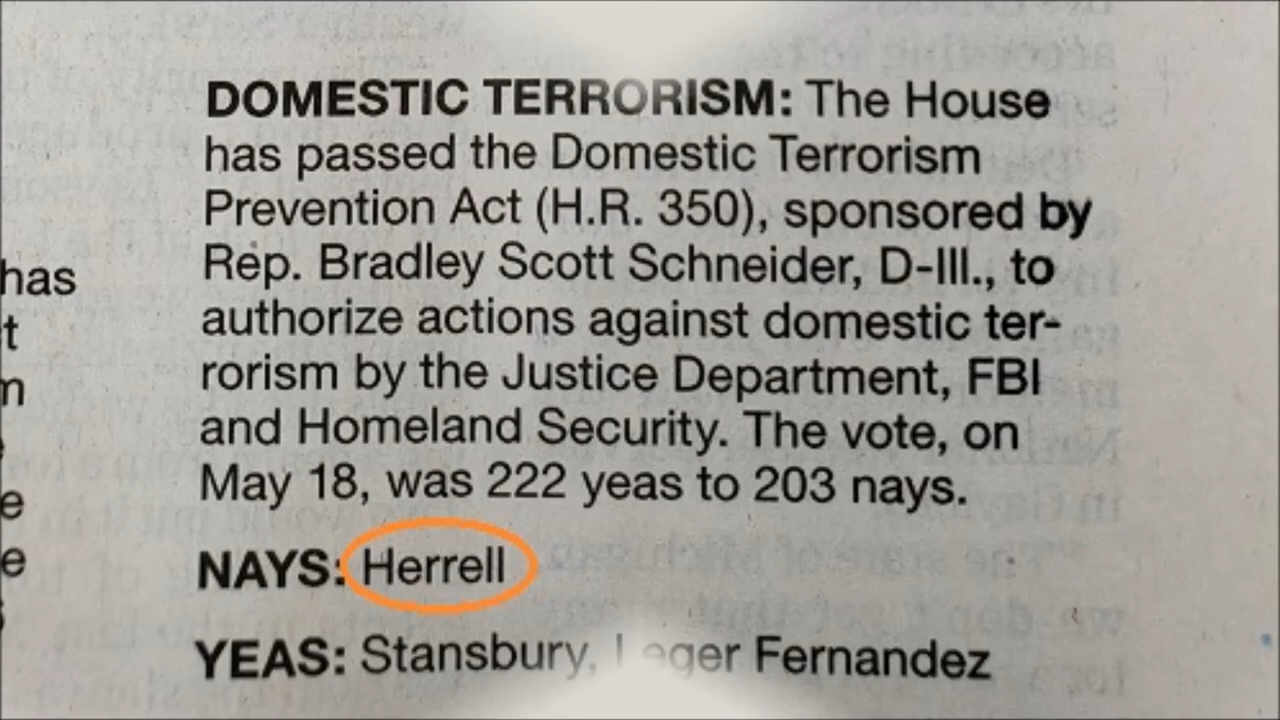 DOMESTIC TERRORISM: The House
has passed the Domestic Terrorism
Prevention Act (H.R. 350), sponsored by
Rep. Bradley Scott Schneider, D-Ill., to
authorize actions against domestic ter-
rorism by the Justice Department, FBI
and Homeland Security. The vote, on
May 18, was 222 yeas to 203 nays.
NAYS: Herrell
YEAS: Stansbury, Leger Fernandez
has